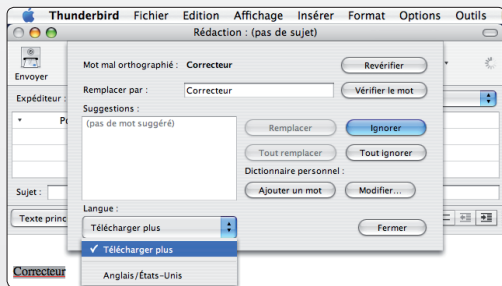 Thunderbird Fichier Edition Affichage Insérer Format Options Outils
Rédaction : (pas de sujet)
Envoyer
Mot mal orthographié : Correcteur
Revérifier
Expéditeur :
Remplacer par : Correcteur
Vérifier le mot
Suggestions :
(pas de mot suggéré)
Remplacer
Ignorer
Tout remplacer
Tout ignorer
Dictionnaire personnel :
Ajouter un mot
Modifier...
Sujet :
Langue :
Texte princ
Télécharger plus
Fermer
✓ Télécharger plus
Correcteur
Anglais/États-Unis